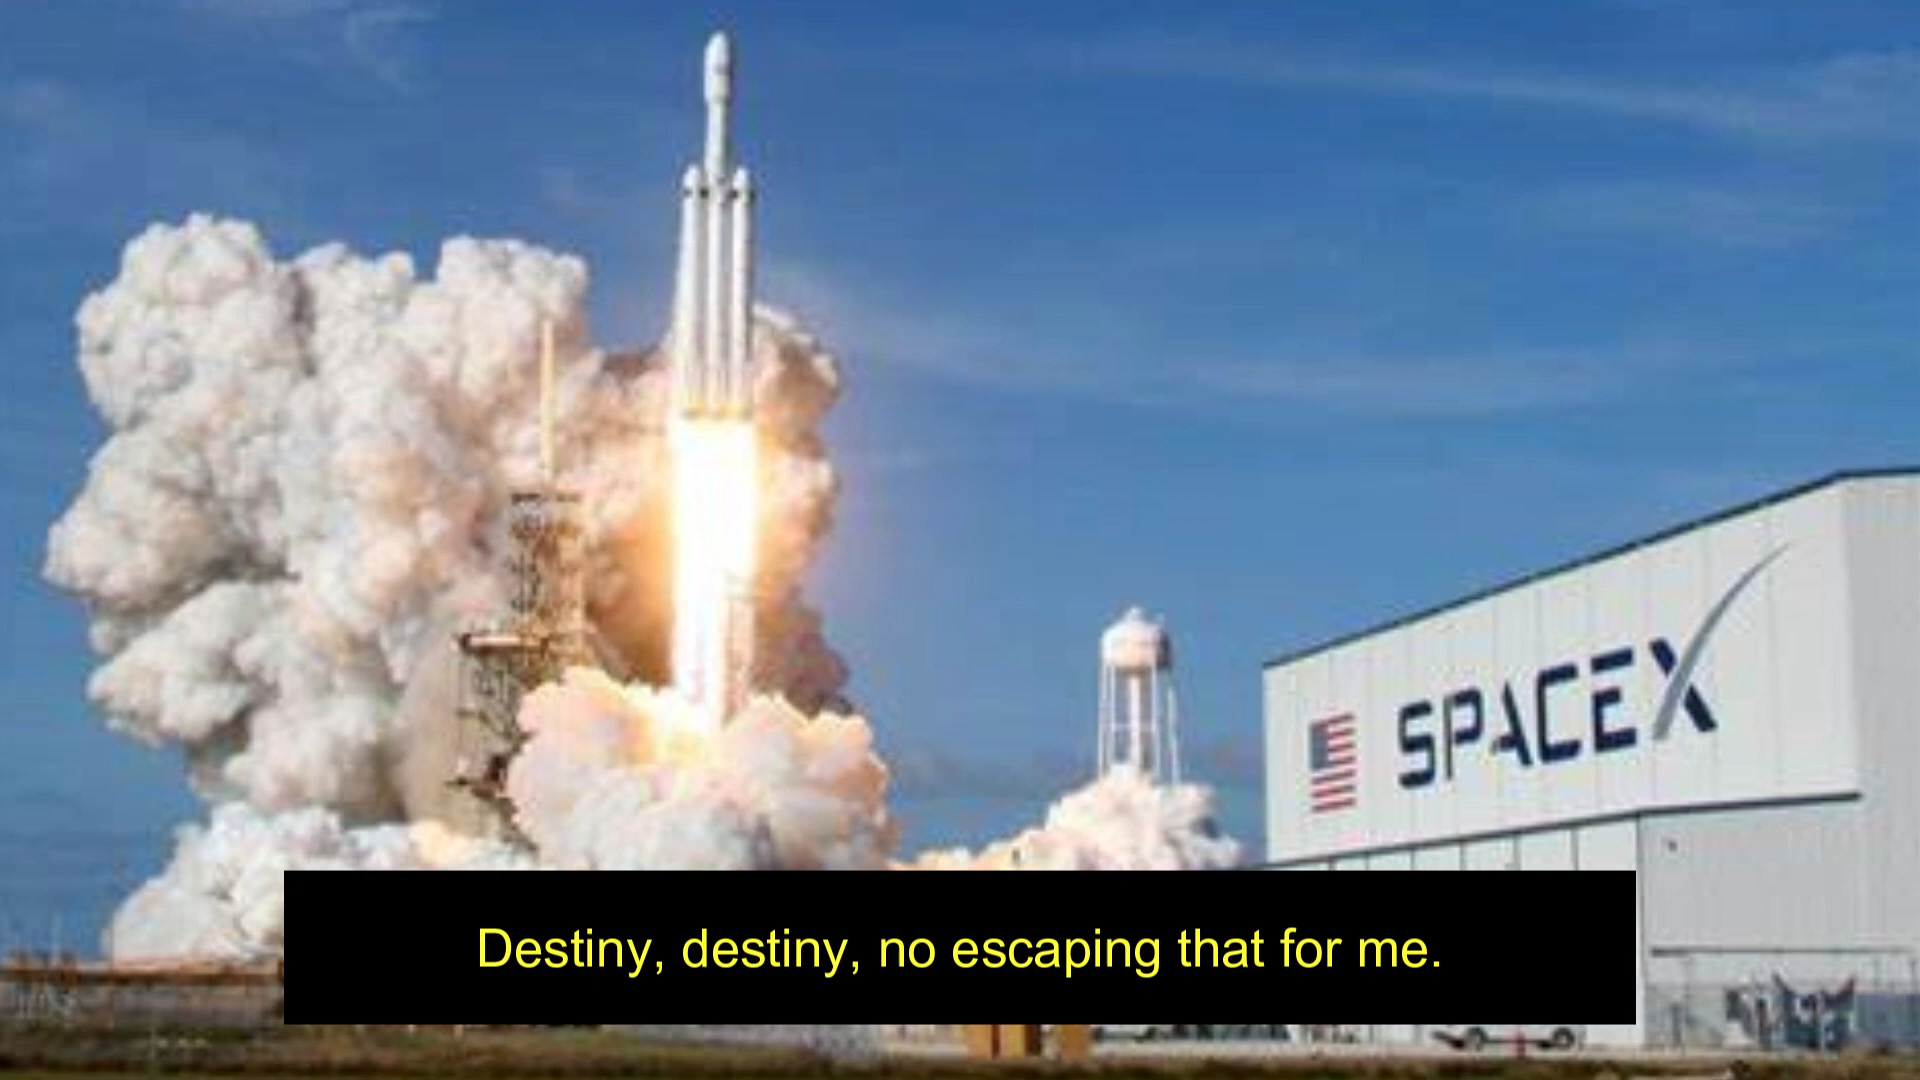 SPACEX
Destiny, destiny, no escaping that for me.